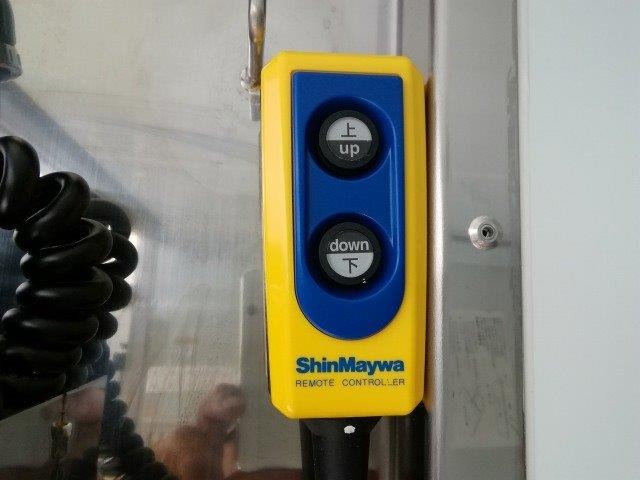 上
up
down
下
ShinMaywa
REMOTE CONTROLLER